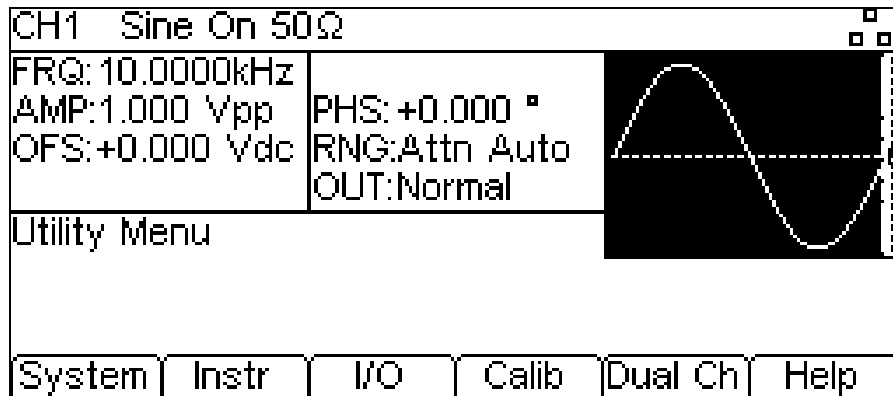 CH1 Sine On 50Ω
FRQ:10.0000kHz
AMP:1.000 Vpp
OFS:+0.000 Vdc
PHS:+0.000 °
RNG:Attn Auto
OUT:Normal
Utility Menu
System Instr I/O Calib Dual Ch Help